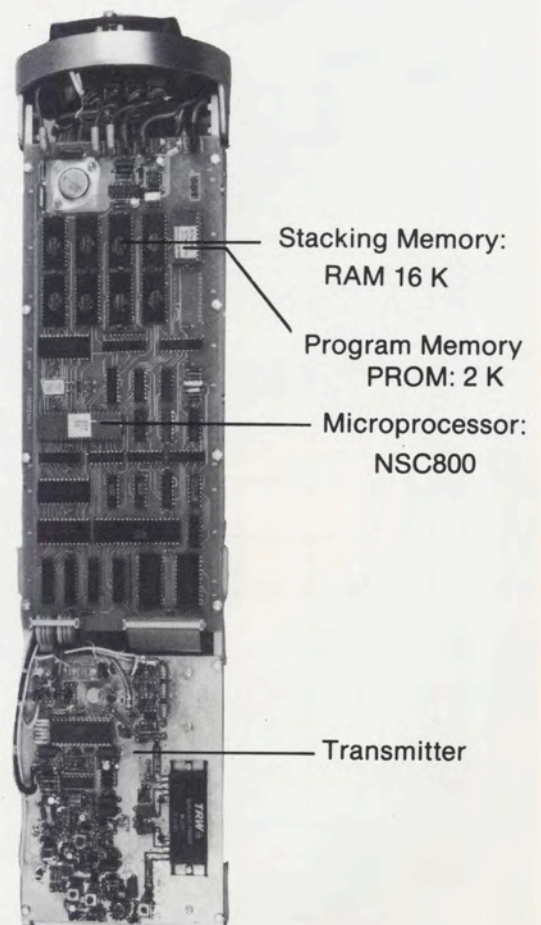 Stacking Memory:
RAM 16 K
Program Memory
PROM: 2 K
Microprocessor:
NSC800
Transmitter
TRW